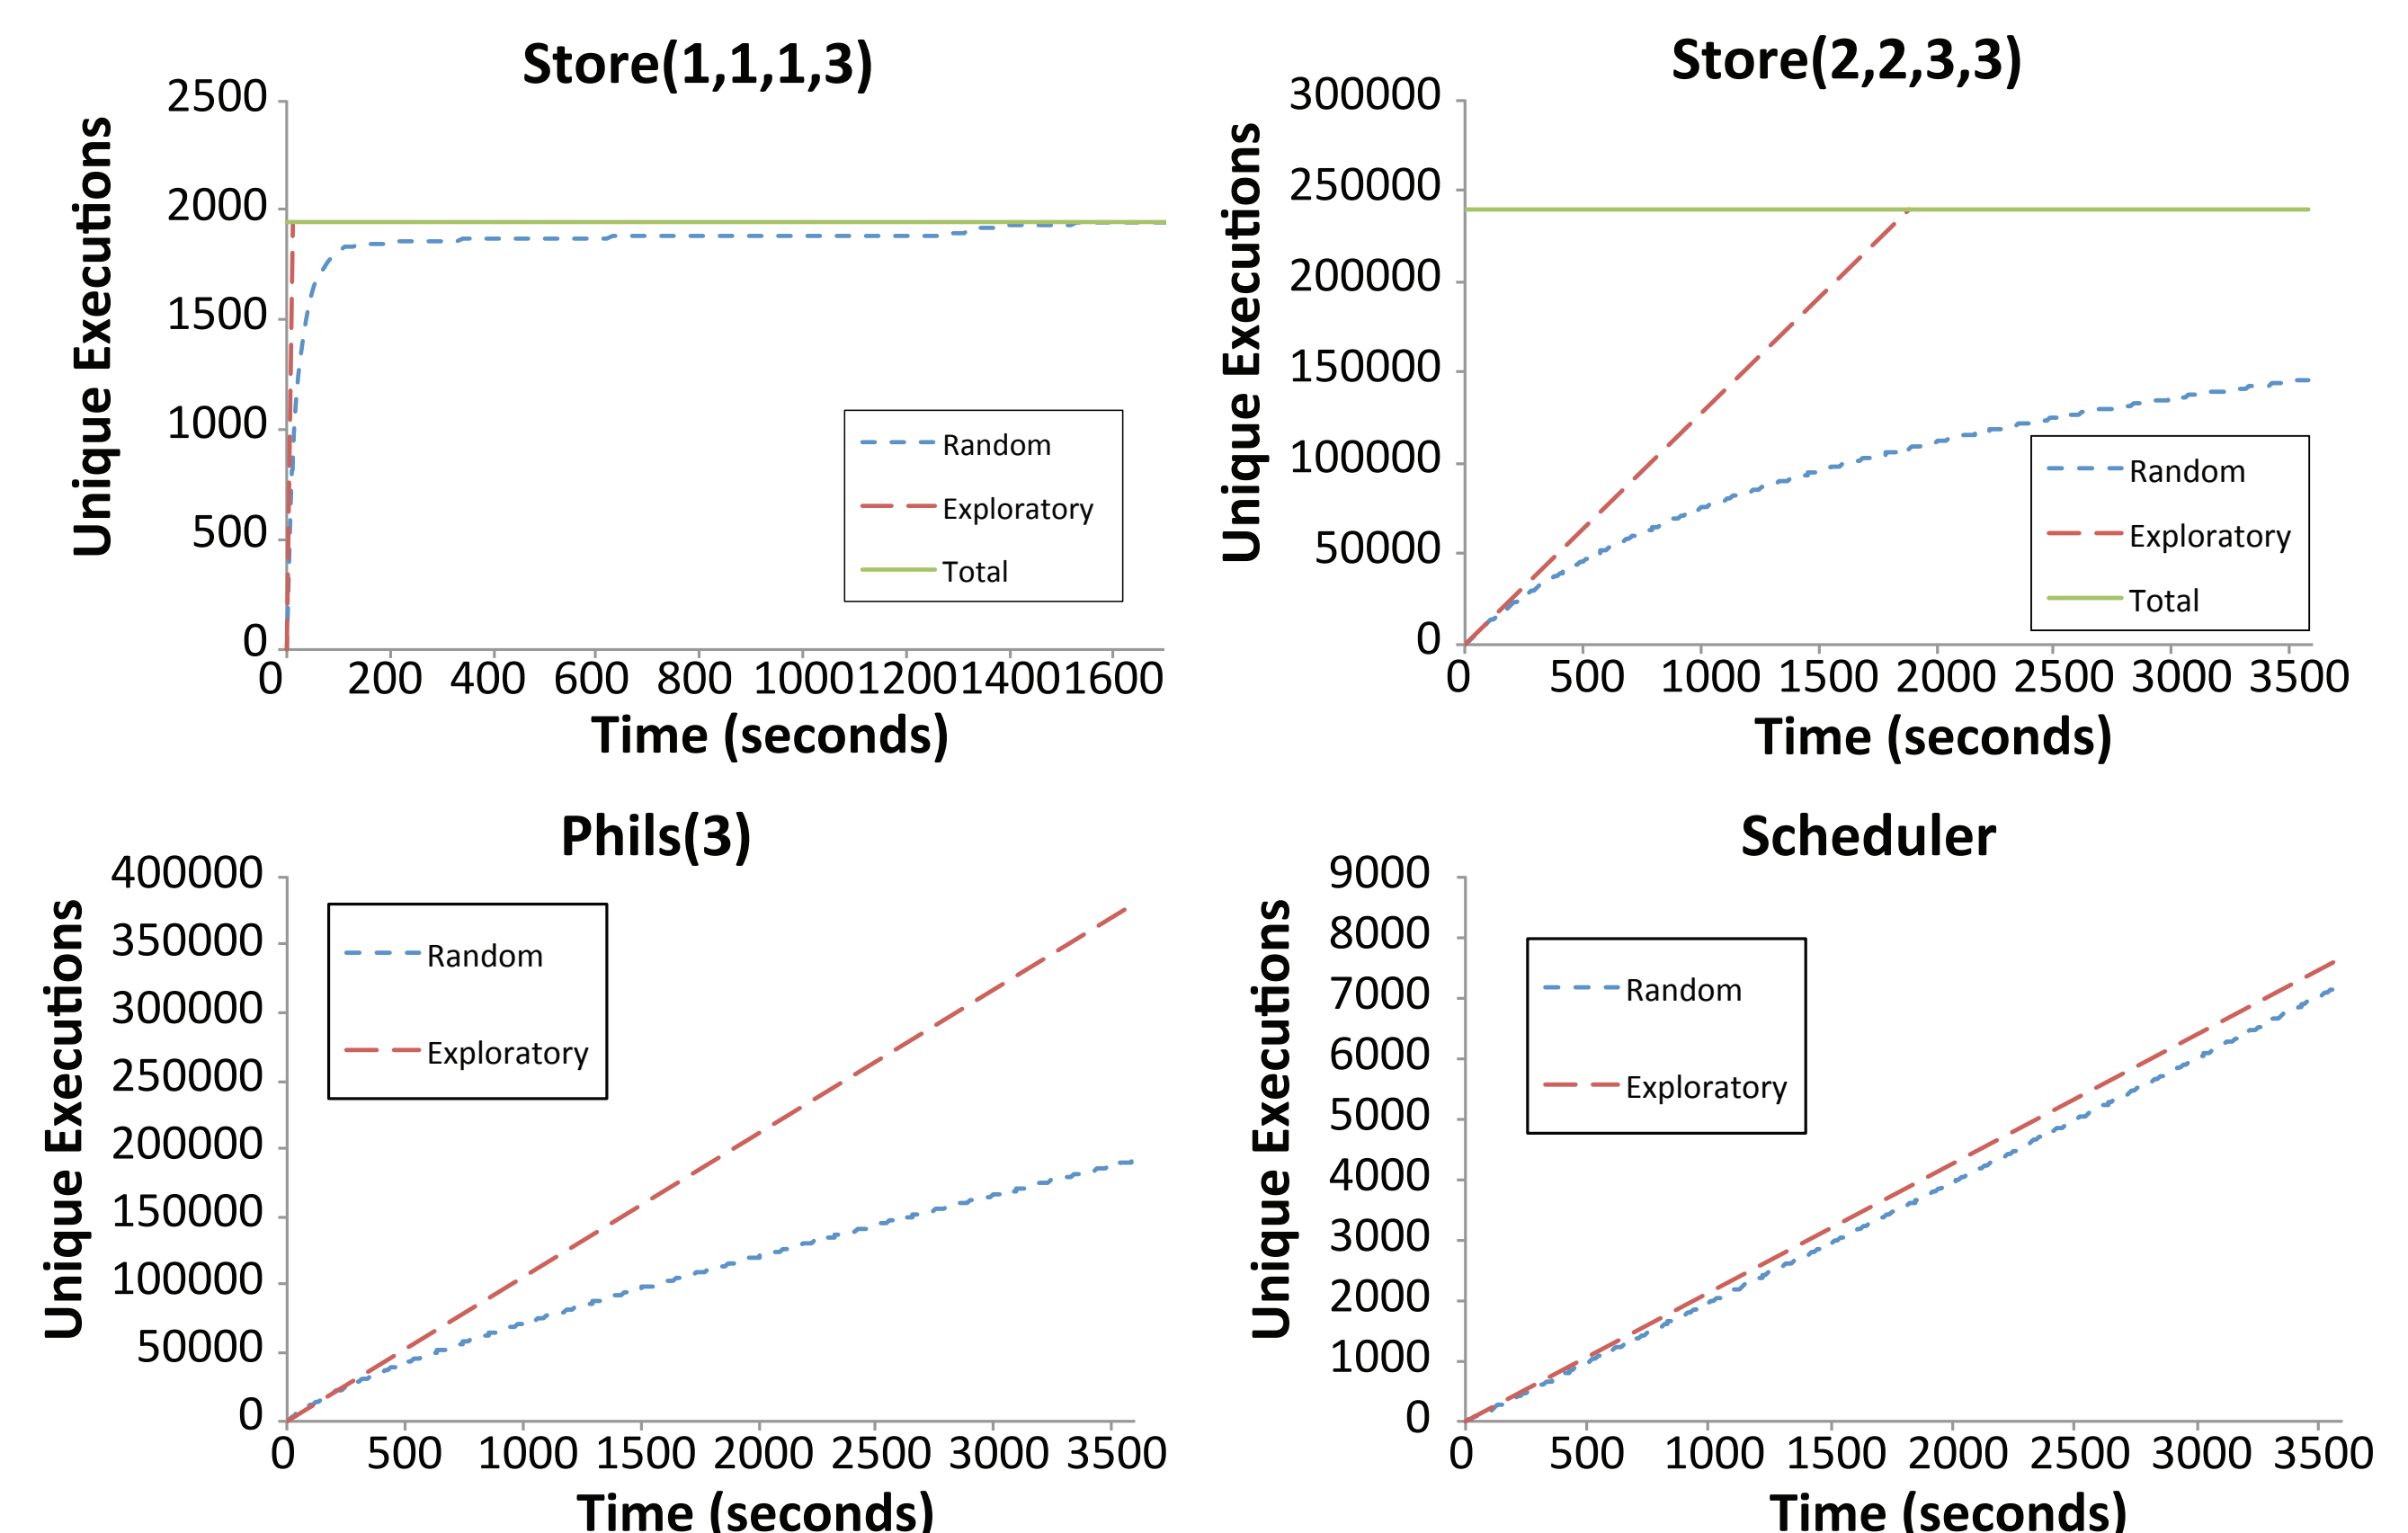 Store(1,1,1,3)
Unique Executions
2500
2000
1500
1000
500
0
0 200 400 600 800 1000 1200 1400 1600
Time (seconds)
Random
Exploratory
Total
Store(2,2,3,3)
Unique Executions
300000
250000
200000
150000
100000
50000
0
0 500 1000 1500 2000 2500 3000 3500
Time (seconds)
Random
Exploratory
Total
Phils(3)
Unique Executions
400000
350000
300000
250000
200000
150000
100000
50000
0
0 500 1000 1500 2000 2500 3000 3500
Time (seconds)
Random
Exploratory
Scheduler
Unique Executions
9000
8000
7000
6000
5000
4000
3000
2000
1000
0
0 500 1000 1500 2000 2500 3000 3500
Time (seconds)
Random
Exploratory